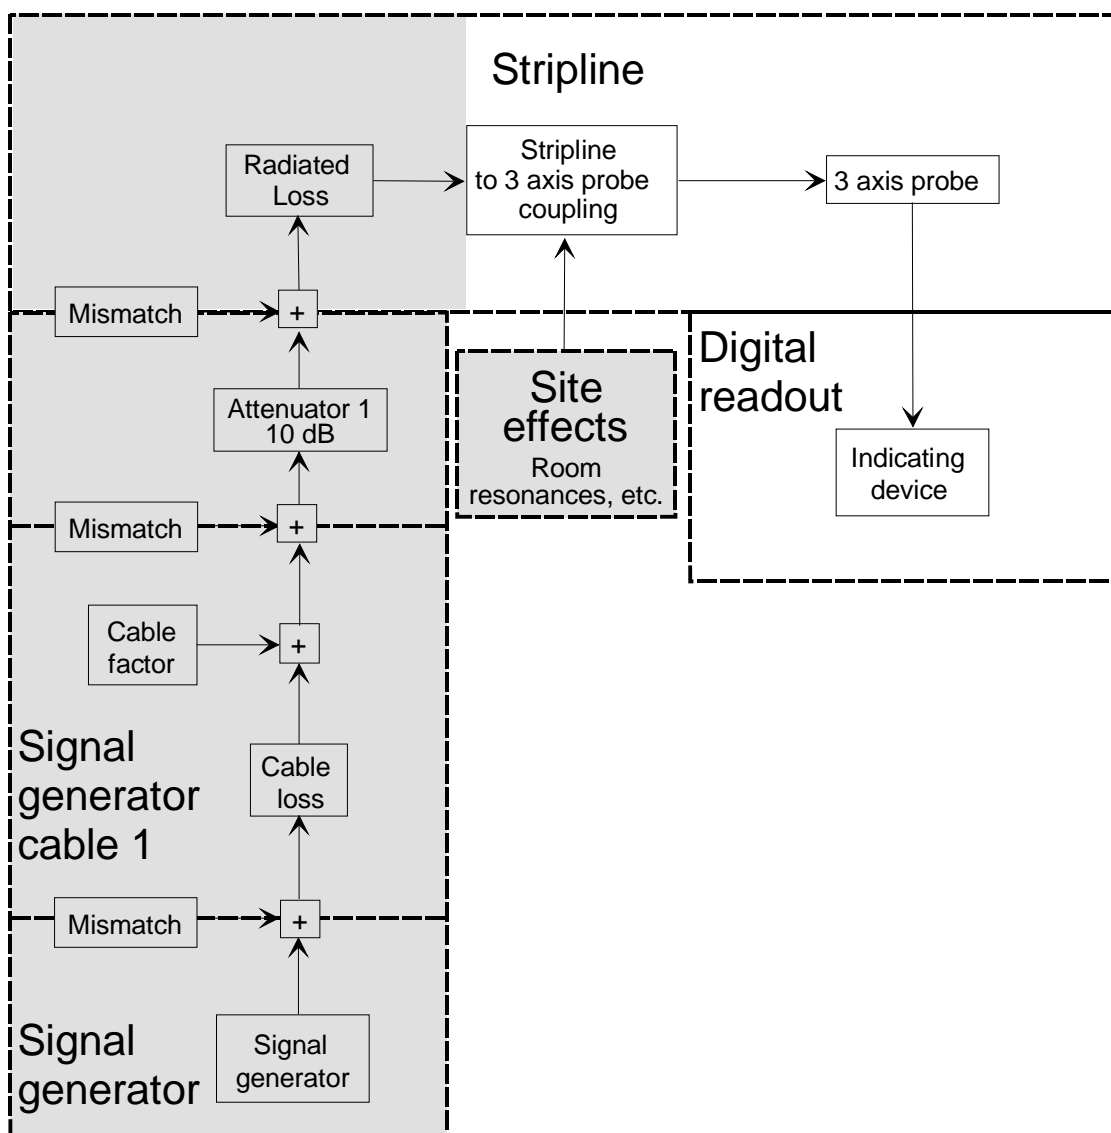 Stripline
Radiated
Loss
Stripline
to 3 axis probe
coupling
3 axis probe
Mismatch
+
Digital
readout
Site
effects
Room
resonances, etc.
Attenuator 1
10 dB
Indicating
device
Mismatch
+
Cable
factor
+
Signal
generator
cable 1
Cable
loss
Mismatch
+
Signal
generator
Signal
generator